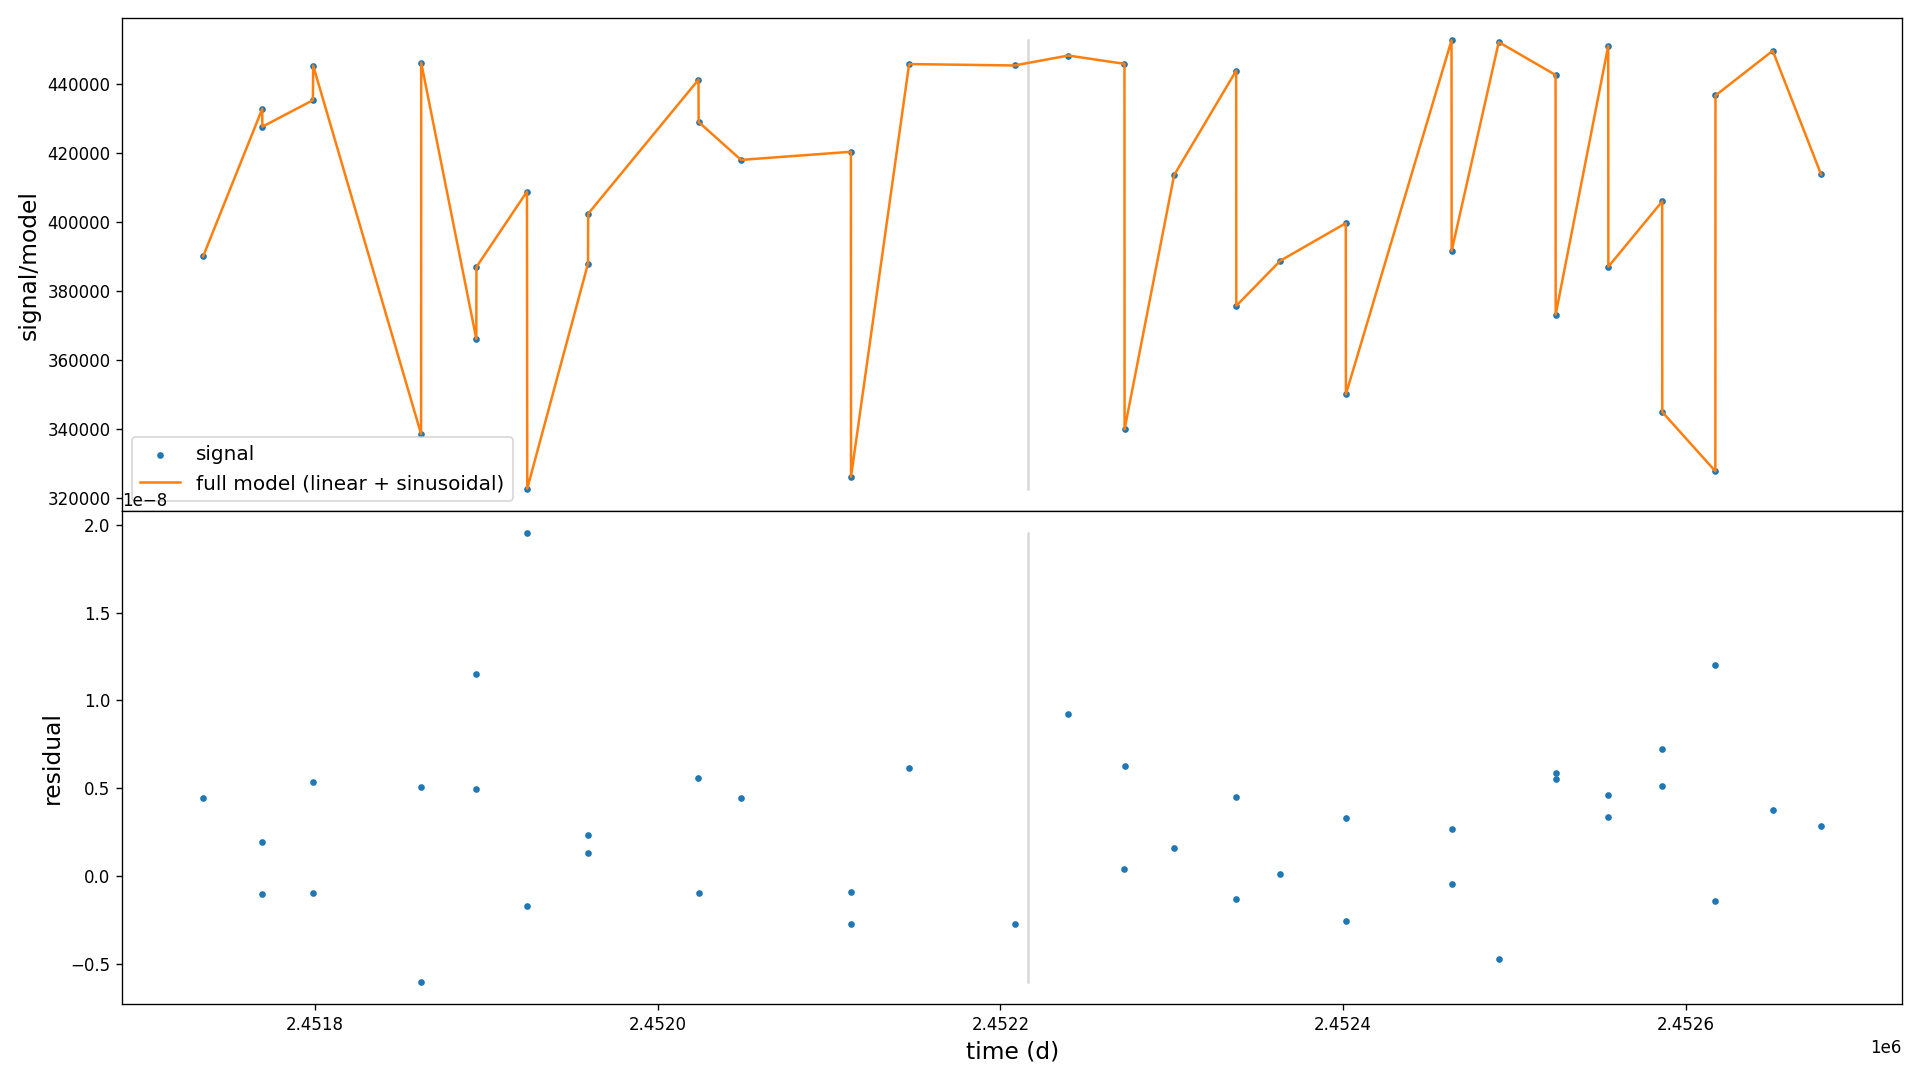 signal/model
440000
420000
400000
380000
360000
340000
320000
signal
full model (linear + sinusoidal)
1e−8
residual
2.0
1.5
1.0
0.5
0.0
−0.5
2.4518
2.4520
2.4522
2.4524
2.4526
time (d)
1e6